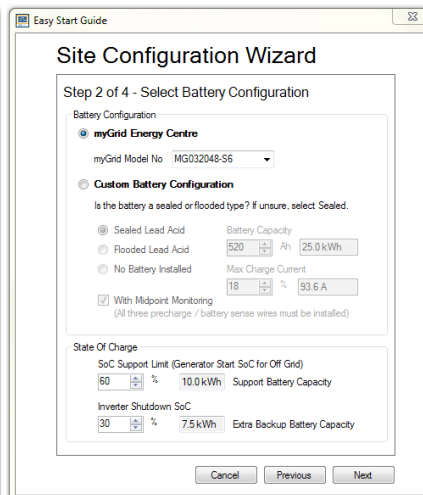 Easy Start Guide
Site Configuration Wizard
Step 2 of 4 - Select Battery Configuration
Battery Configuration
myGrid Energy Centre
myGrid Model No MG032048-S6
Custom Battery Configuration
Is the battery a sealed or flooded type? If unsure, select Sealed.
Sealed Lead Acid Battery Capacity
Flooded Lead Acid 520 Ah 25.0 kWh
No Battery Installed Max Charge Current
18 % 93.6 A
With Midpoint Monitoring
(All three precharge / battery sense wires must be installed)
State Of Charge
SoC Support Limit (Generator Start SoC for Off Grid)
60 % 10.0 kWh Support Battery Capacity
Inverter Shutdown SoC
30 % 7.5 kWh Extra Backup Battery Capacity
Cancel Previous Next